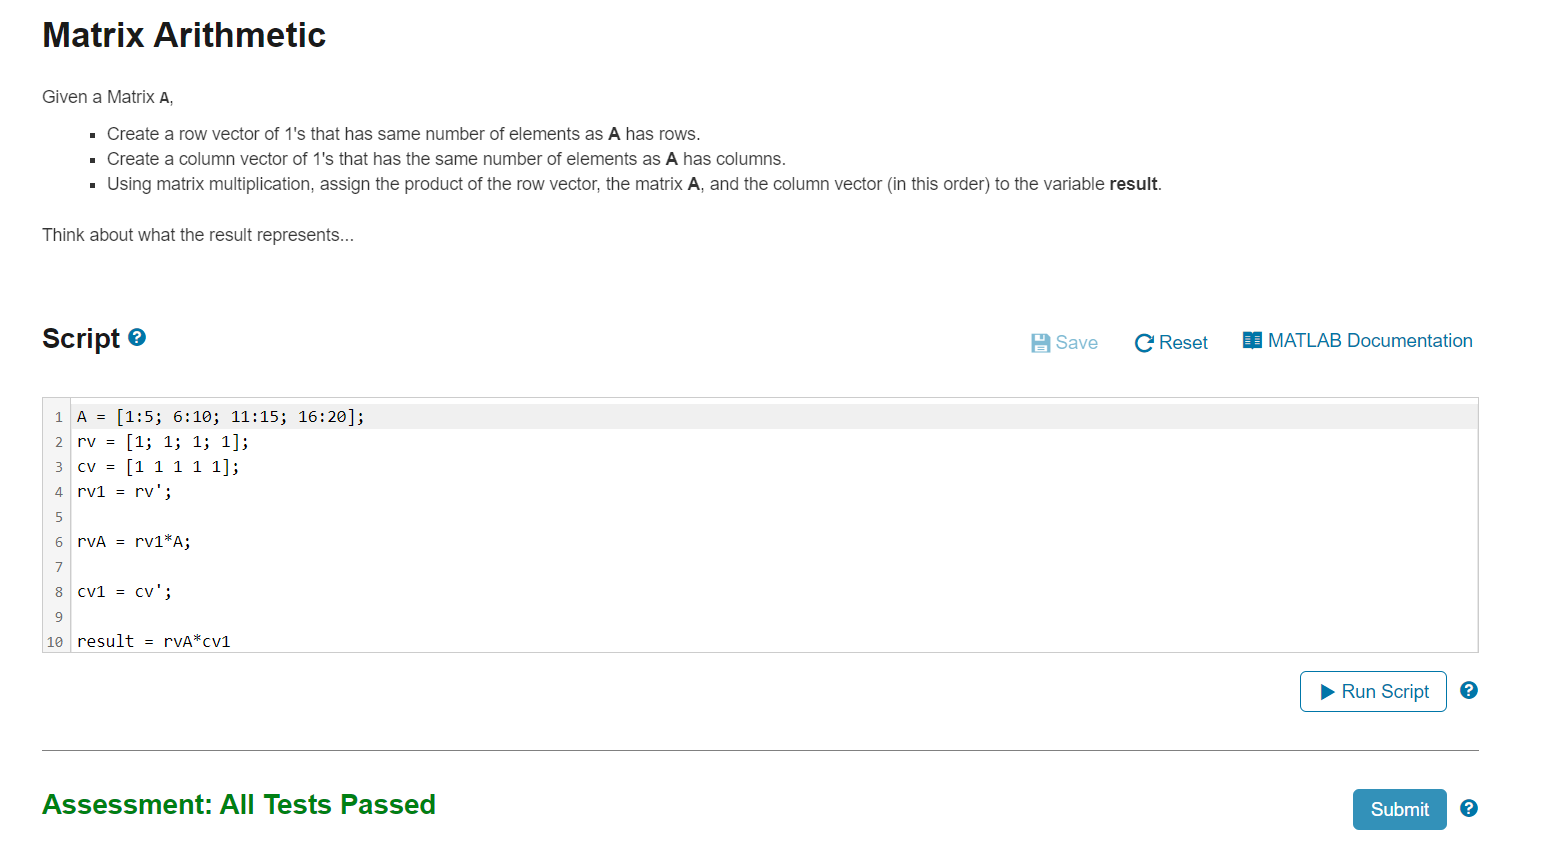 Matrix Arithmetic
Given a Matrix A,
▪ Create a row vector of 1's that has same number of elements as A has rows.
▪ Create a column vector of 1's that has the same number of elements as A has columns.
▪ Using matrix multiplication, assign the product of the row vector, the matrix A, and the column vector (in this order) to the variable result.
Think about what the result represents...
Script ?
Save Reset MATLAB Documentation
1 A = [1:5; 6:10; 11:15; 16:20];
2 rv = [1; 1; 1; 1];
3 cv = [1 1 1 1 1];
4 rv1 = rv';
5
6 rvA = rv1*A;
7
8 cv1 = cv';
9
10 result = rvA*cv1
Run Script ?
Assessment: All Tests Passed
Submit ?